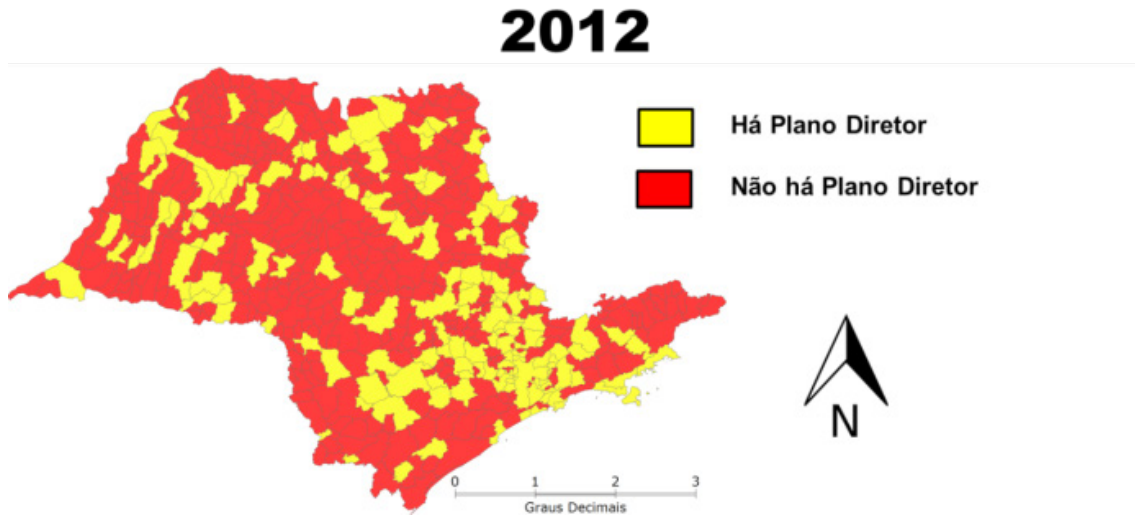 2012
Há Plano Diretor
Não há Plano Diretor
N
0 1 2 3
Graus Decimais